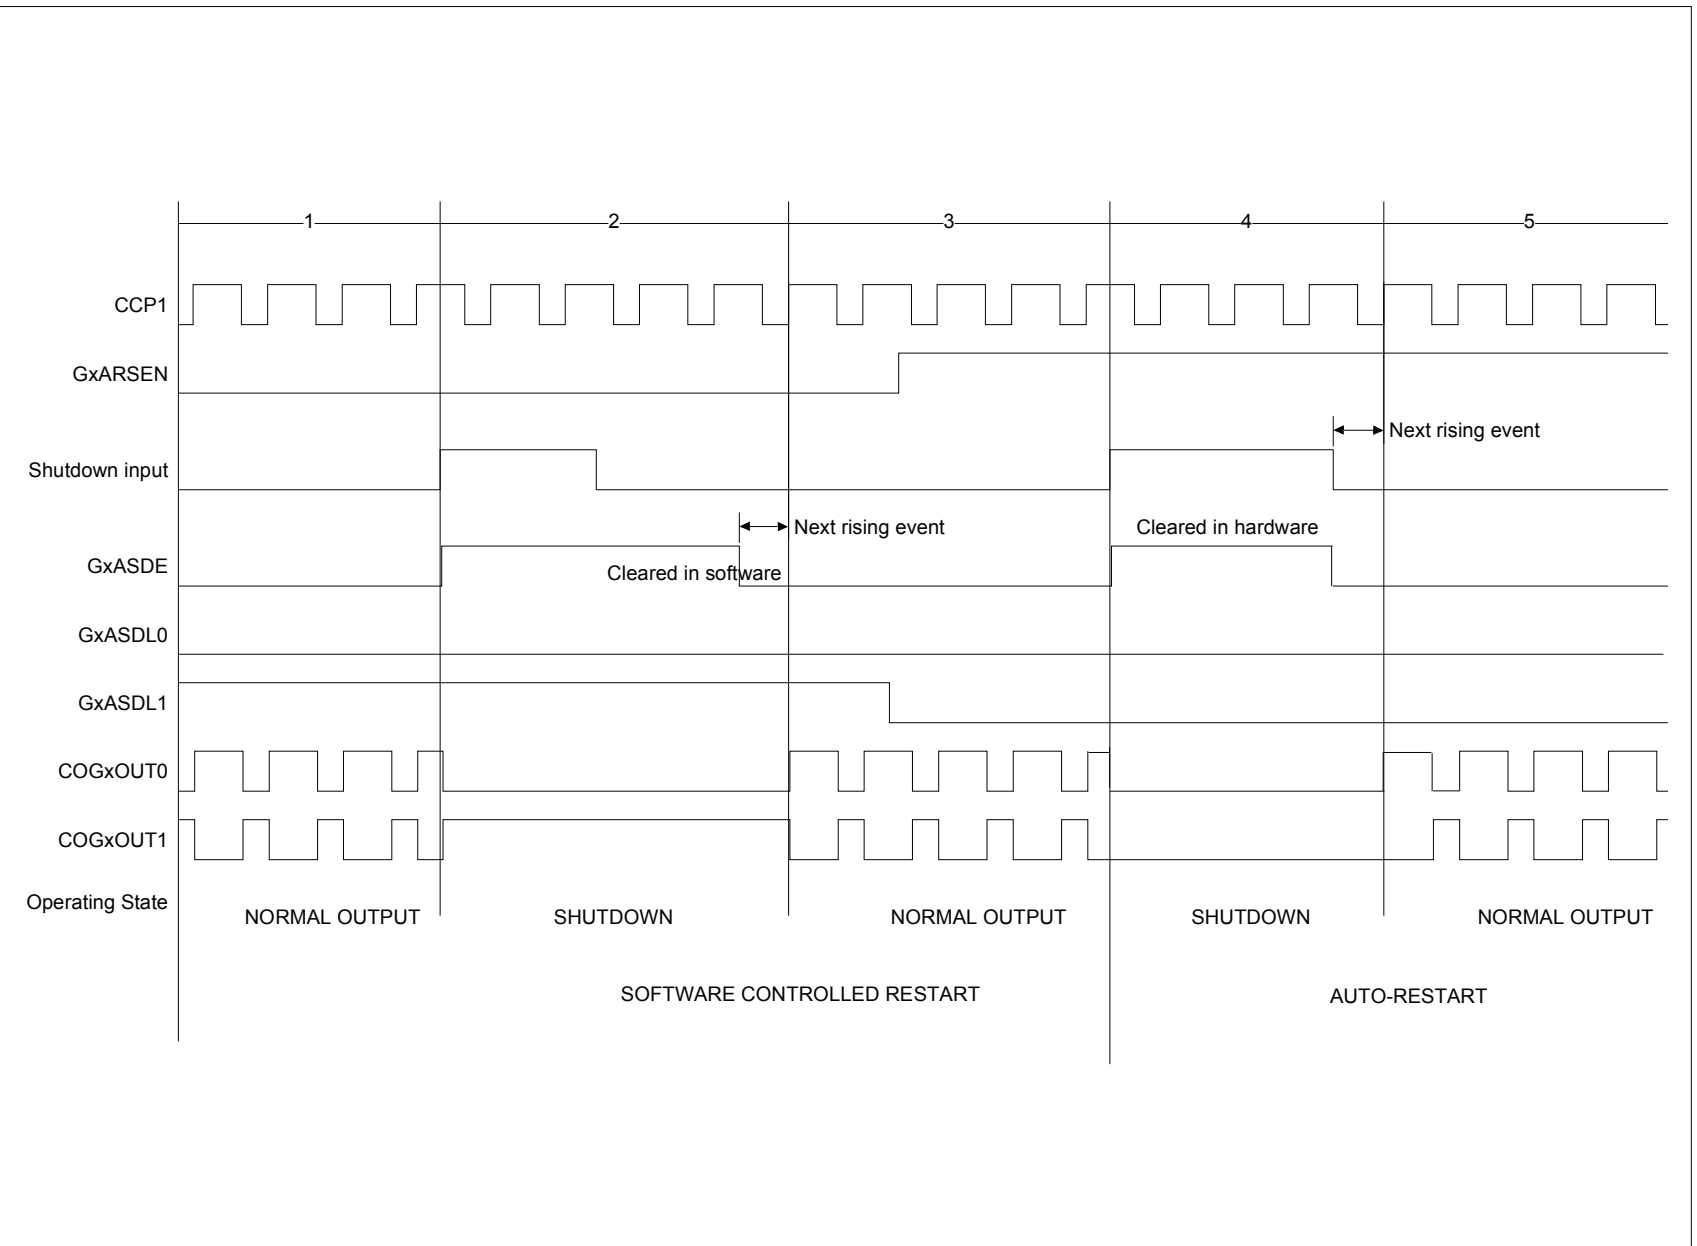 1 2 3 4 5
CCP1
GxARSEN
Next rising event
Shutdown input
Next rising event
Cleared in hardware
GxASDE
Cleared in software
GxASDL0
GxASDL1
COGxOUT0
COGxOUT1
Operating State
NORMAL OUTPUT SHUTDOWN NORMAL OUTPUT SHUTDOWN NORMAL OUTPUT
SOFTWARE CONTROLLED RESTART AUTO-RESTART